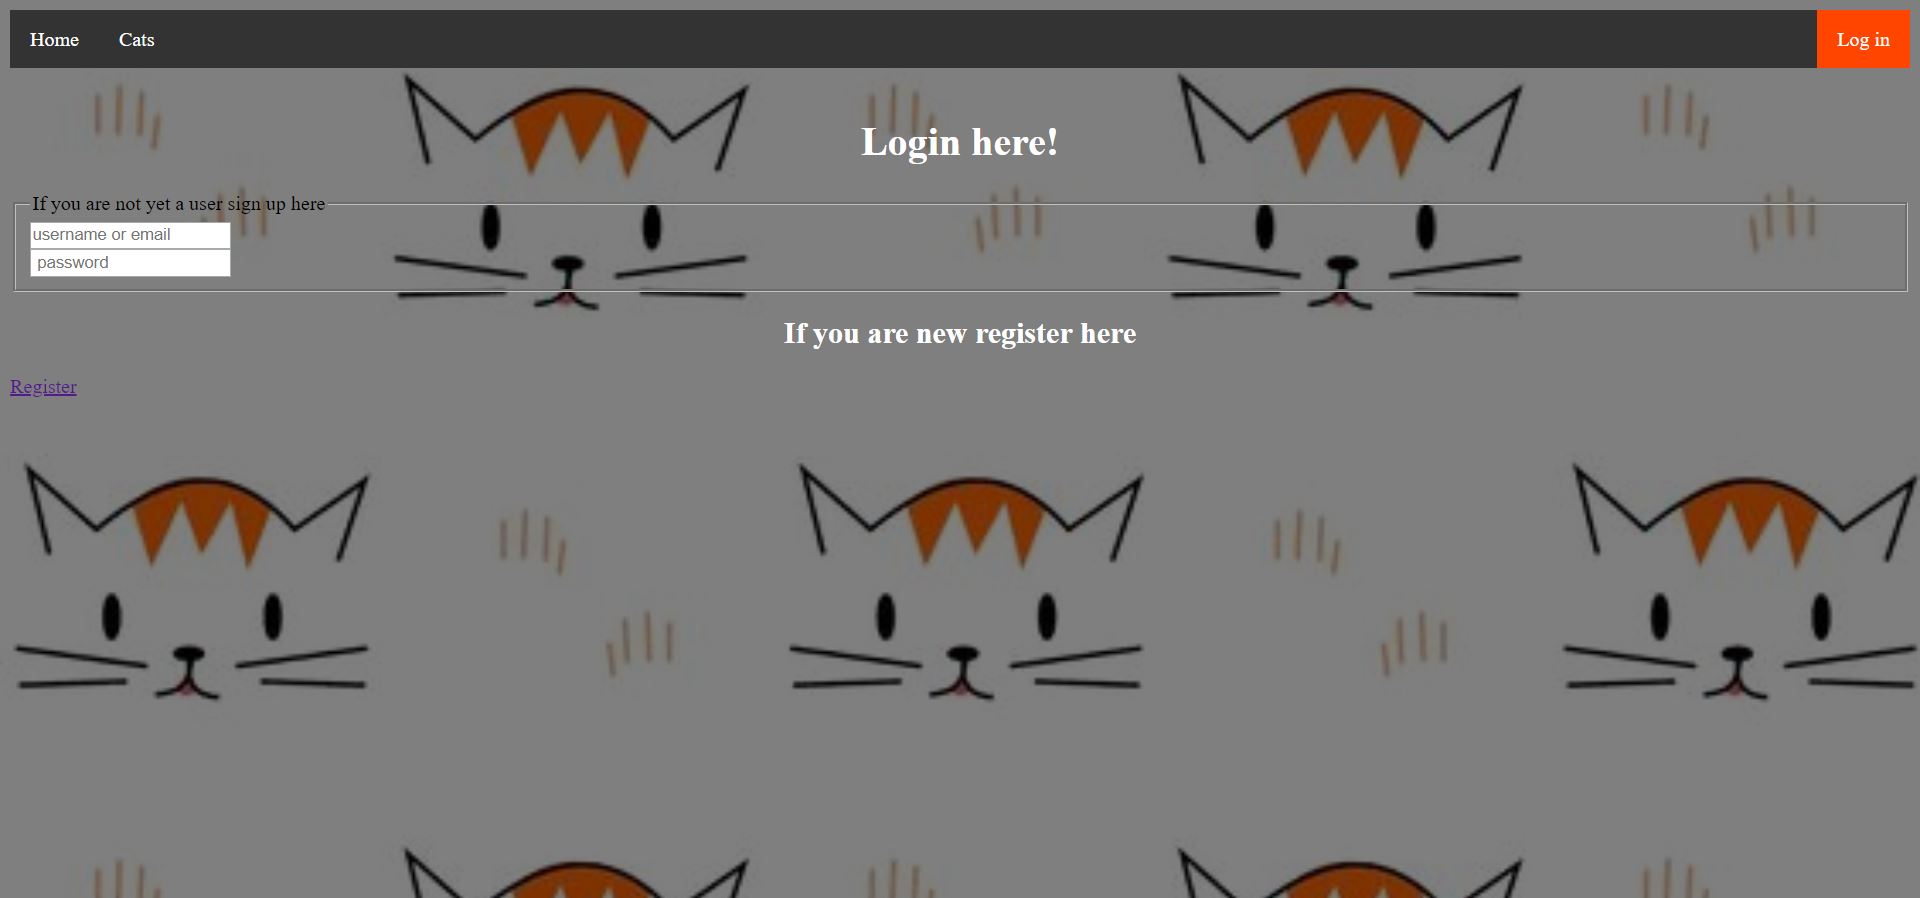 Home Cats Log in
Login here!
If you are not yet a user sign up here
username or email
password
If you are new register here
Register